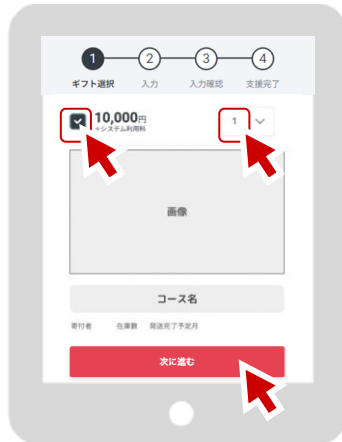 1 2 3 4
ギフト選択 入力 入力確認 支援完了
10,000円 1
+システム利用料
画像
コース名
寄付者 在庫数 発送完了予定月
次に進む